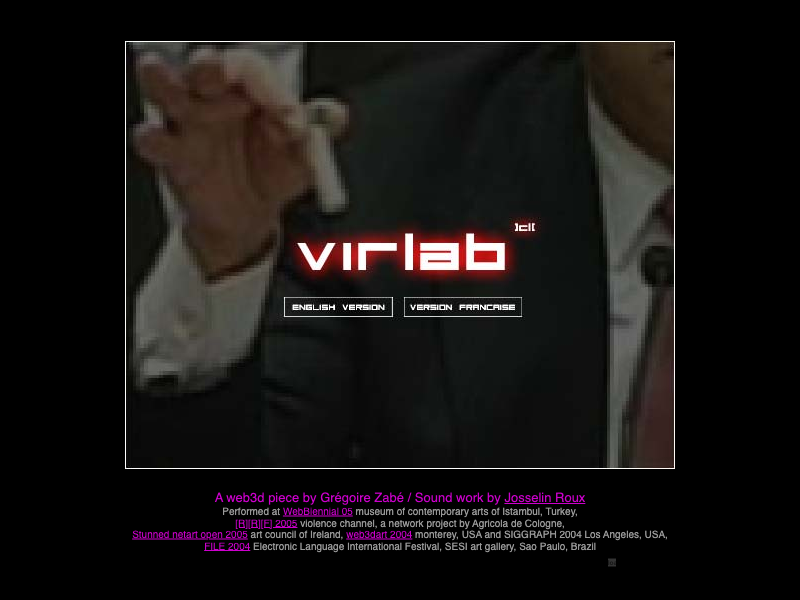 virlab
ENGLISH VERSION
VERSION FRANCAISE
A web3d piece by Grégoire Zabé / Sound work by Josselin Roux
Performed at WebBiennial 05 museum of contemporary arts of Istambul, Turkey,
[R][R][F] 2005 violence channel, a network project by Agricola de Cologne,
Stunned netart open 2005 art council of Ireland, web3dart 2004 monterey, USA and SIGGRAPH 2004 Los Angeles, USA,
FILE 2004 Electronic Language International Festival, SESI art gallery, Sao Paulo, Brazil